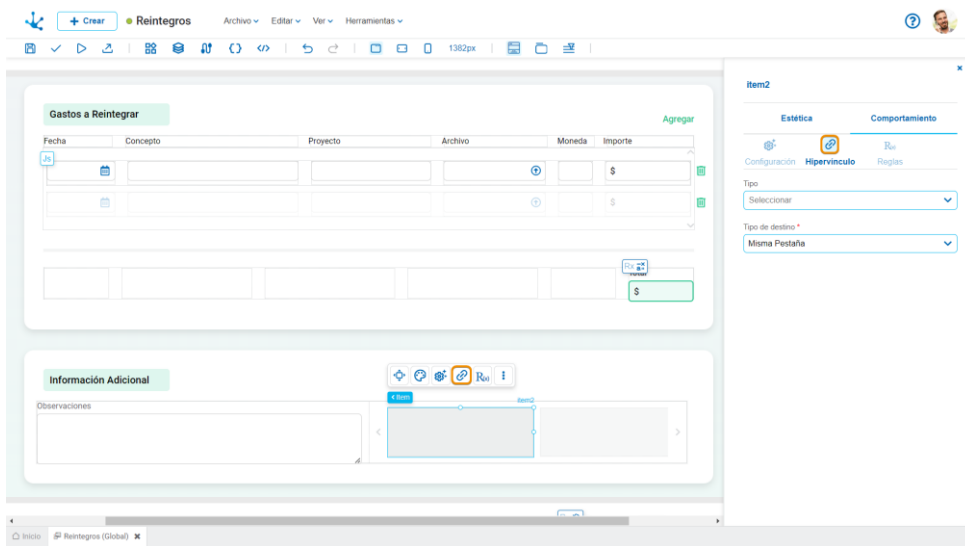 + Crear
Reintegros
Archivo
Editar
Ver
Herramientas
1382px
Gastos a Reintegrar
Agregar
Fecha
Concepto
Proyecto
Archivo
Moneda
Importe
Js
$
$
Rx
Total
$
Información Adicional
R(x)
< Item
item2
Observaciones
item2
Estética
Comportamiento
Configuración
Hipervínculo
Reglas
Tipo
Seleccionar
Tipo de destino *
Misma Pestaña
Inicio
Reintegros (Global)